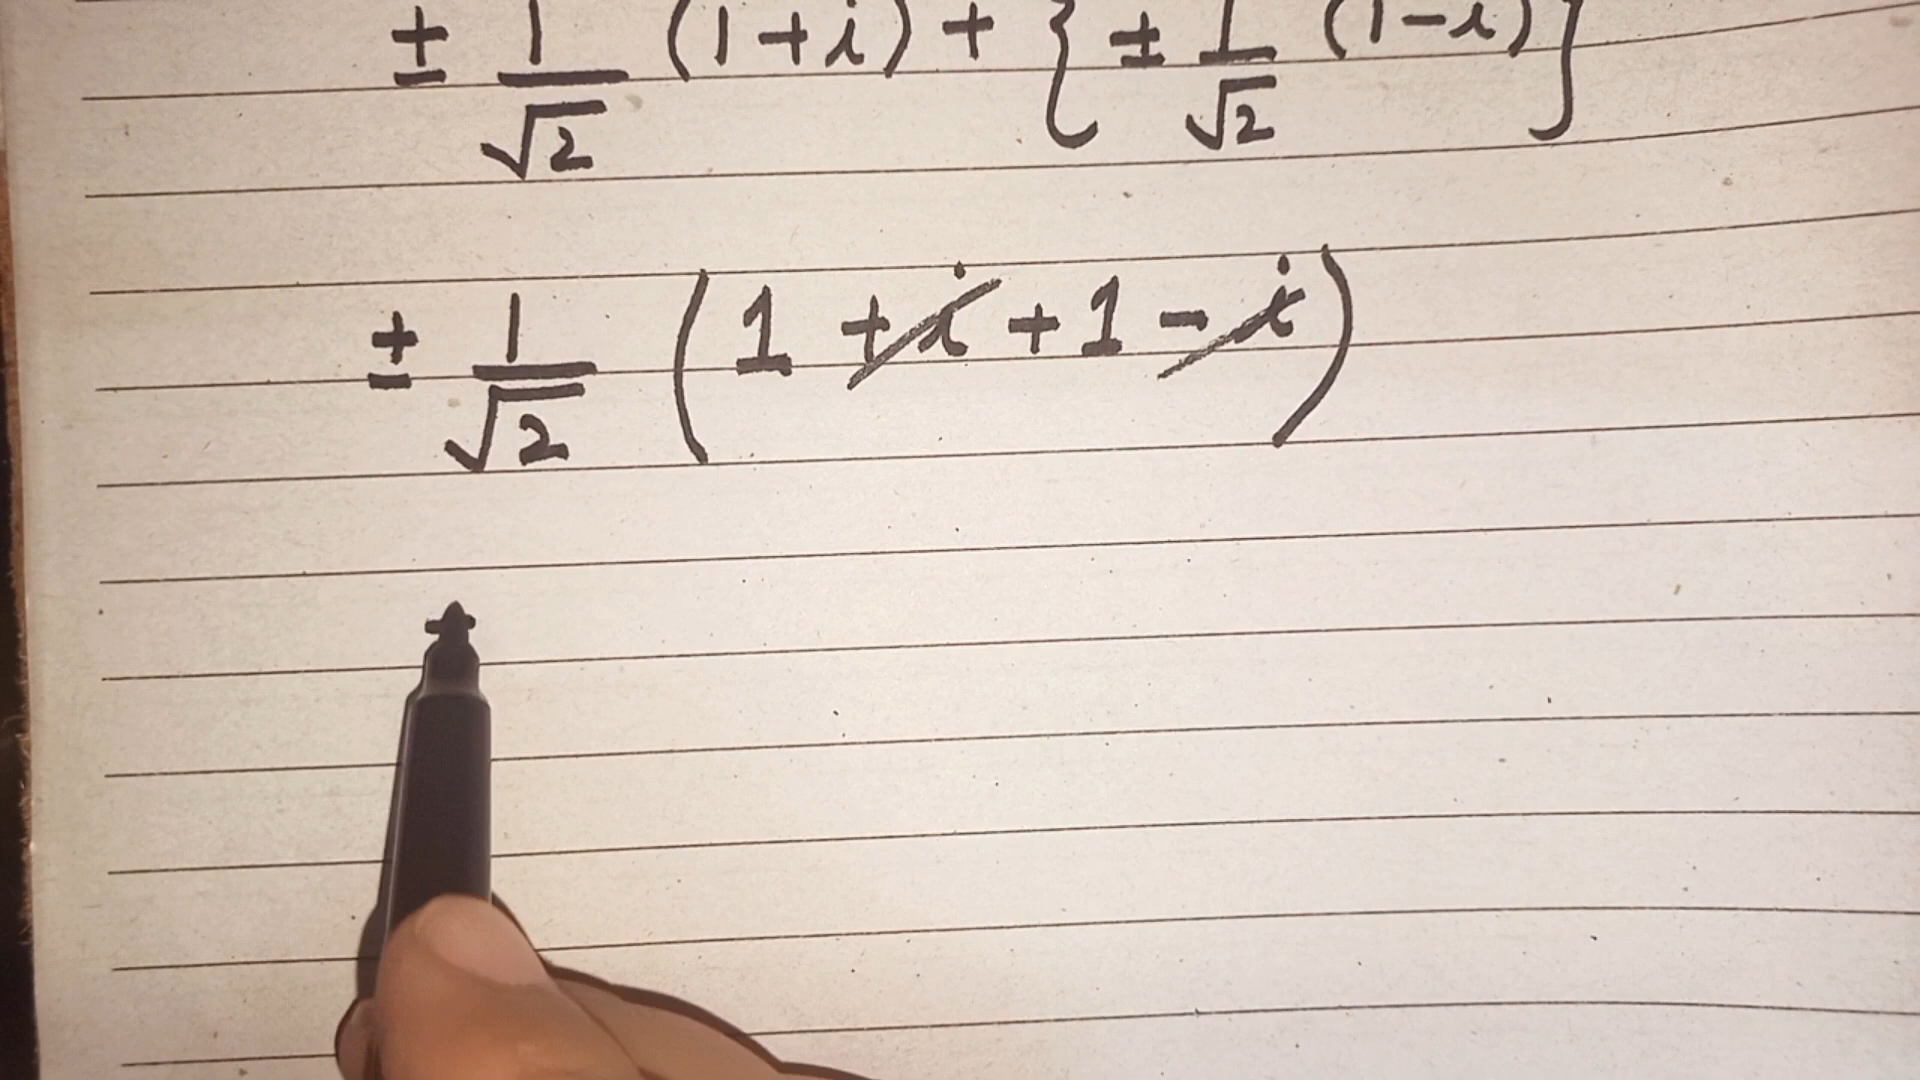 ± 1/√2 (1+i) + { ± 1/√2 (1-i) }
± 1/√2 (1 +i +1 -i)